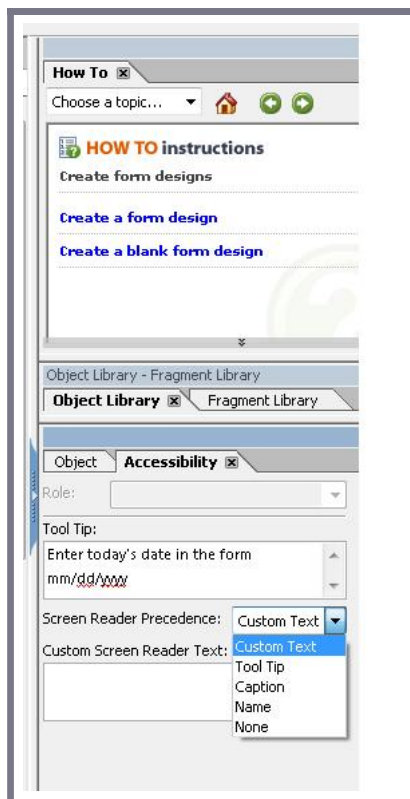 How To
Choose a topic...
HOW TO instructions
Create form designs
Create a form design
Create a blank form design
Object Library - Fragment Library
Object Library Fragment Library
Object Accessibility
Role:
Tool Tip:
Enter today's date in the form
mm/dd/yyyy
Screen Reader Precedence: Custom Text
Custom Screen Reader Text: Custom Text
Tool Tip
Caption
Name
None